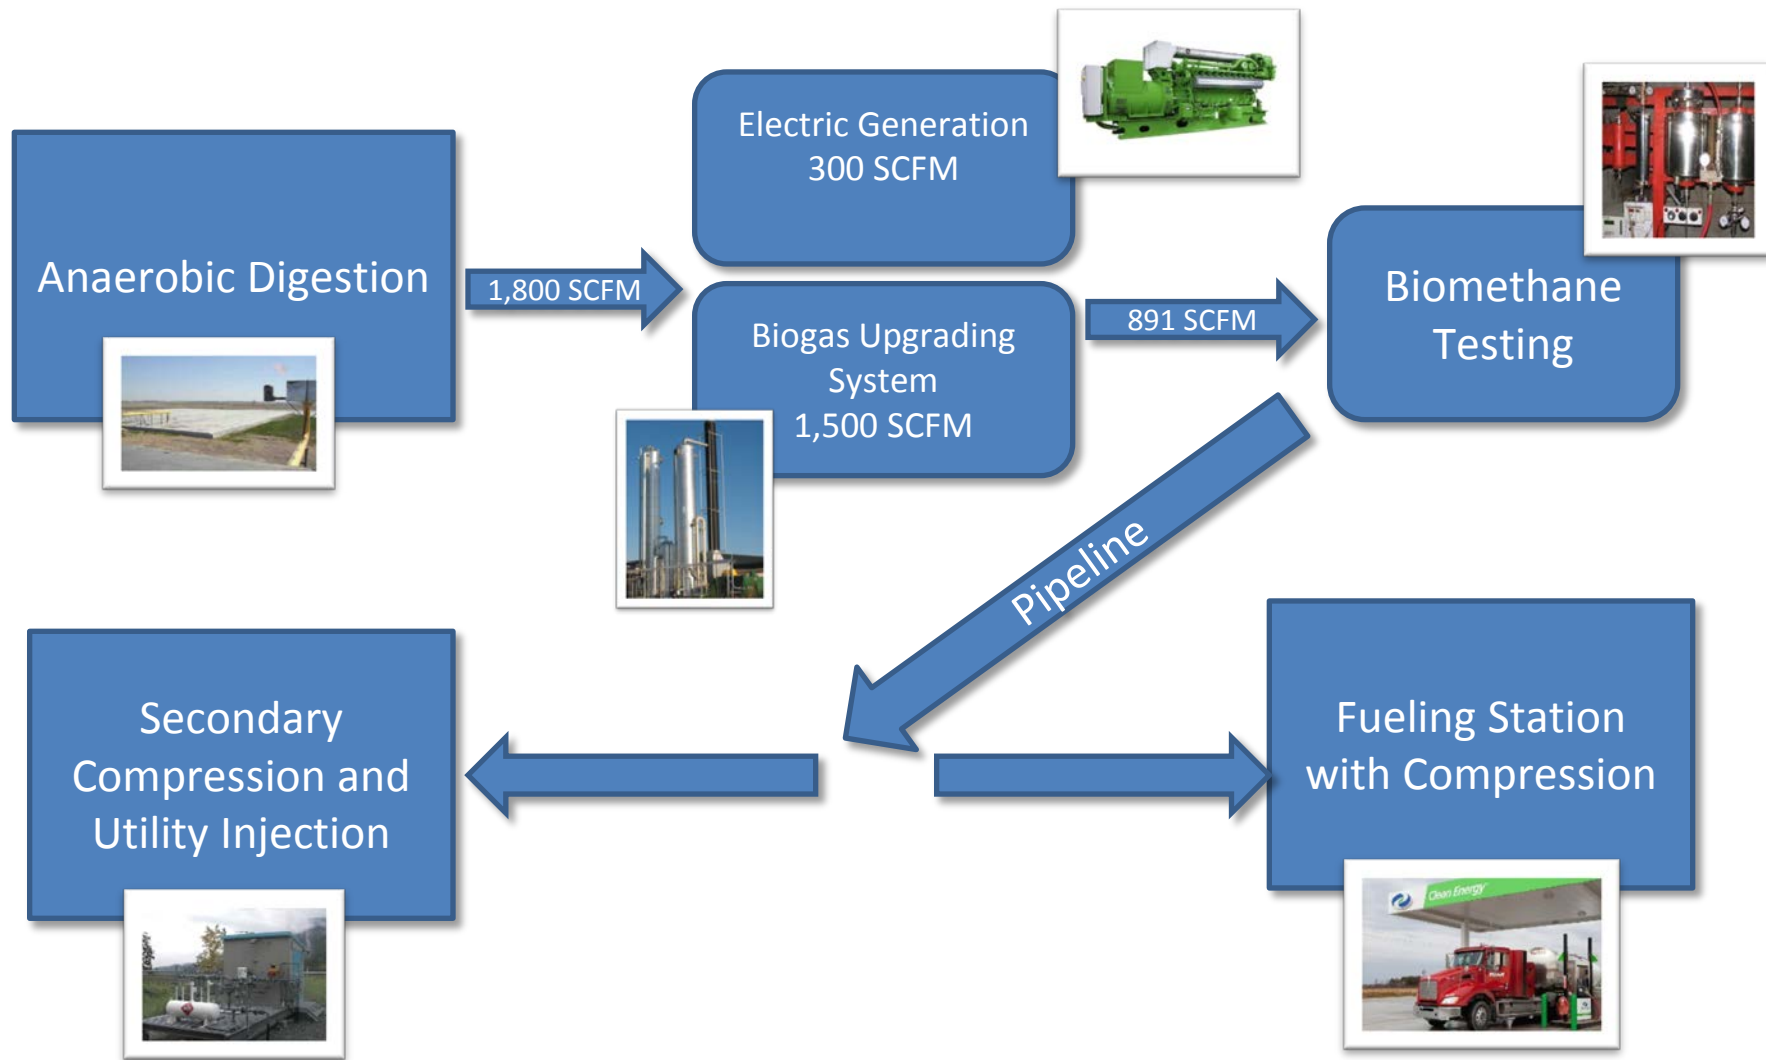 Electric Generation
300 SCFM
Anaerobic Digestion
1,800 SCFM
Biogas Upgrading
System
1,500 SCFM
891 SCFM
Biomethane
Testing
Pipeline
Secondary
Compression and
Utility Injection
Fueling Station
with Compression
Clean Energy